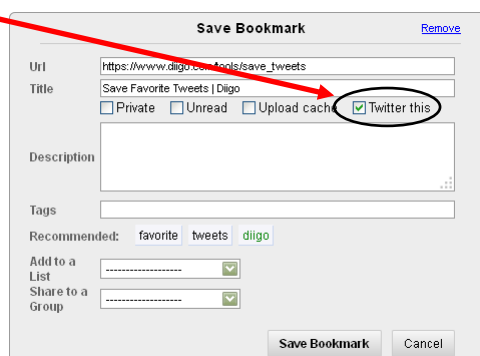 Save Bookmark Remove
Url https://www.diigo.com/tools/save_tweets
Title Save Favorite Tweets | Diigo
Private Unread Upload cache Twitter this
Description
Tags
Recommended: favorite tweets diigo
Add to a
List ------------------
Share to a
Group ------------------
Save Bookmark Cancel